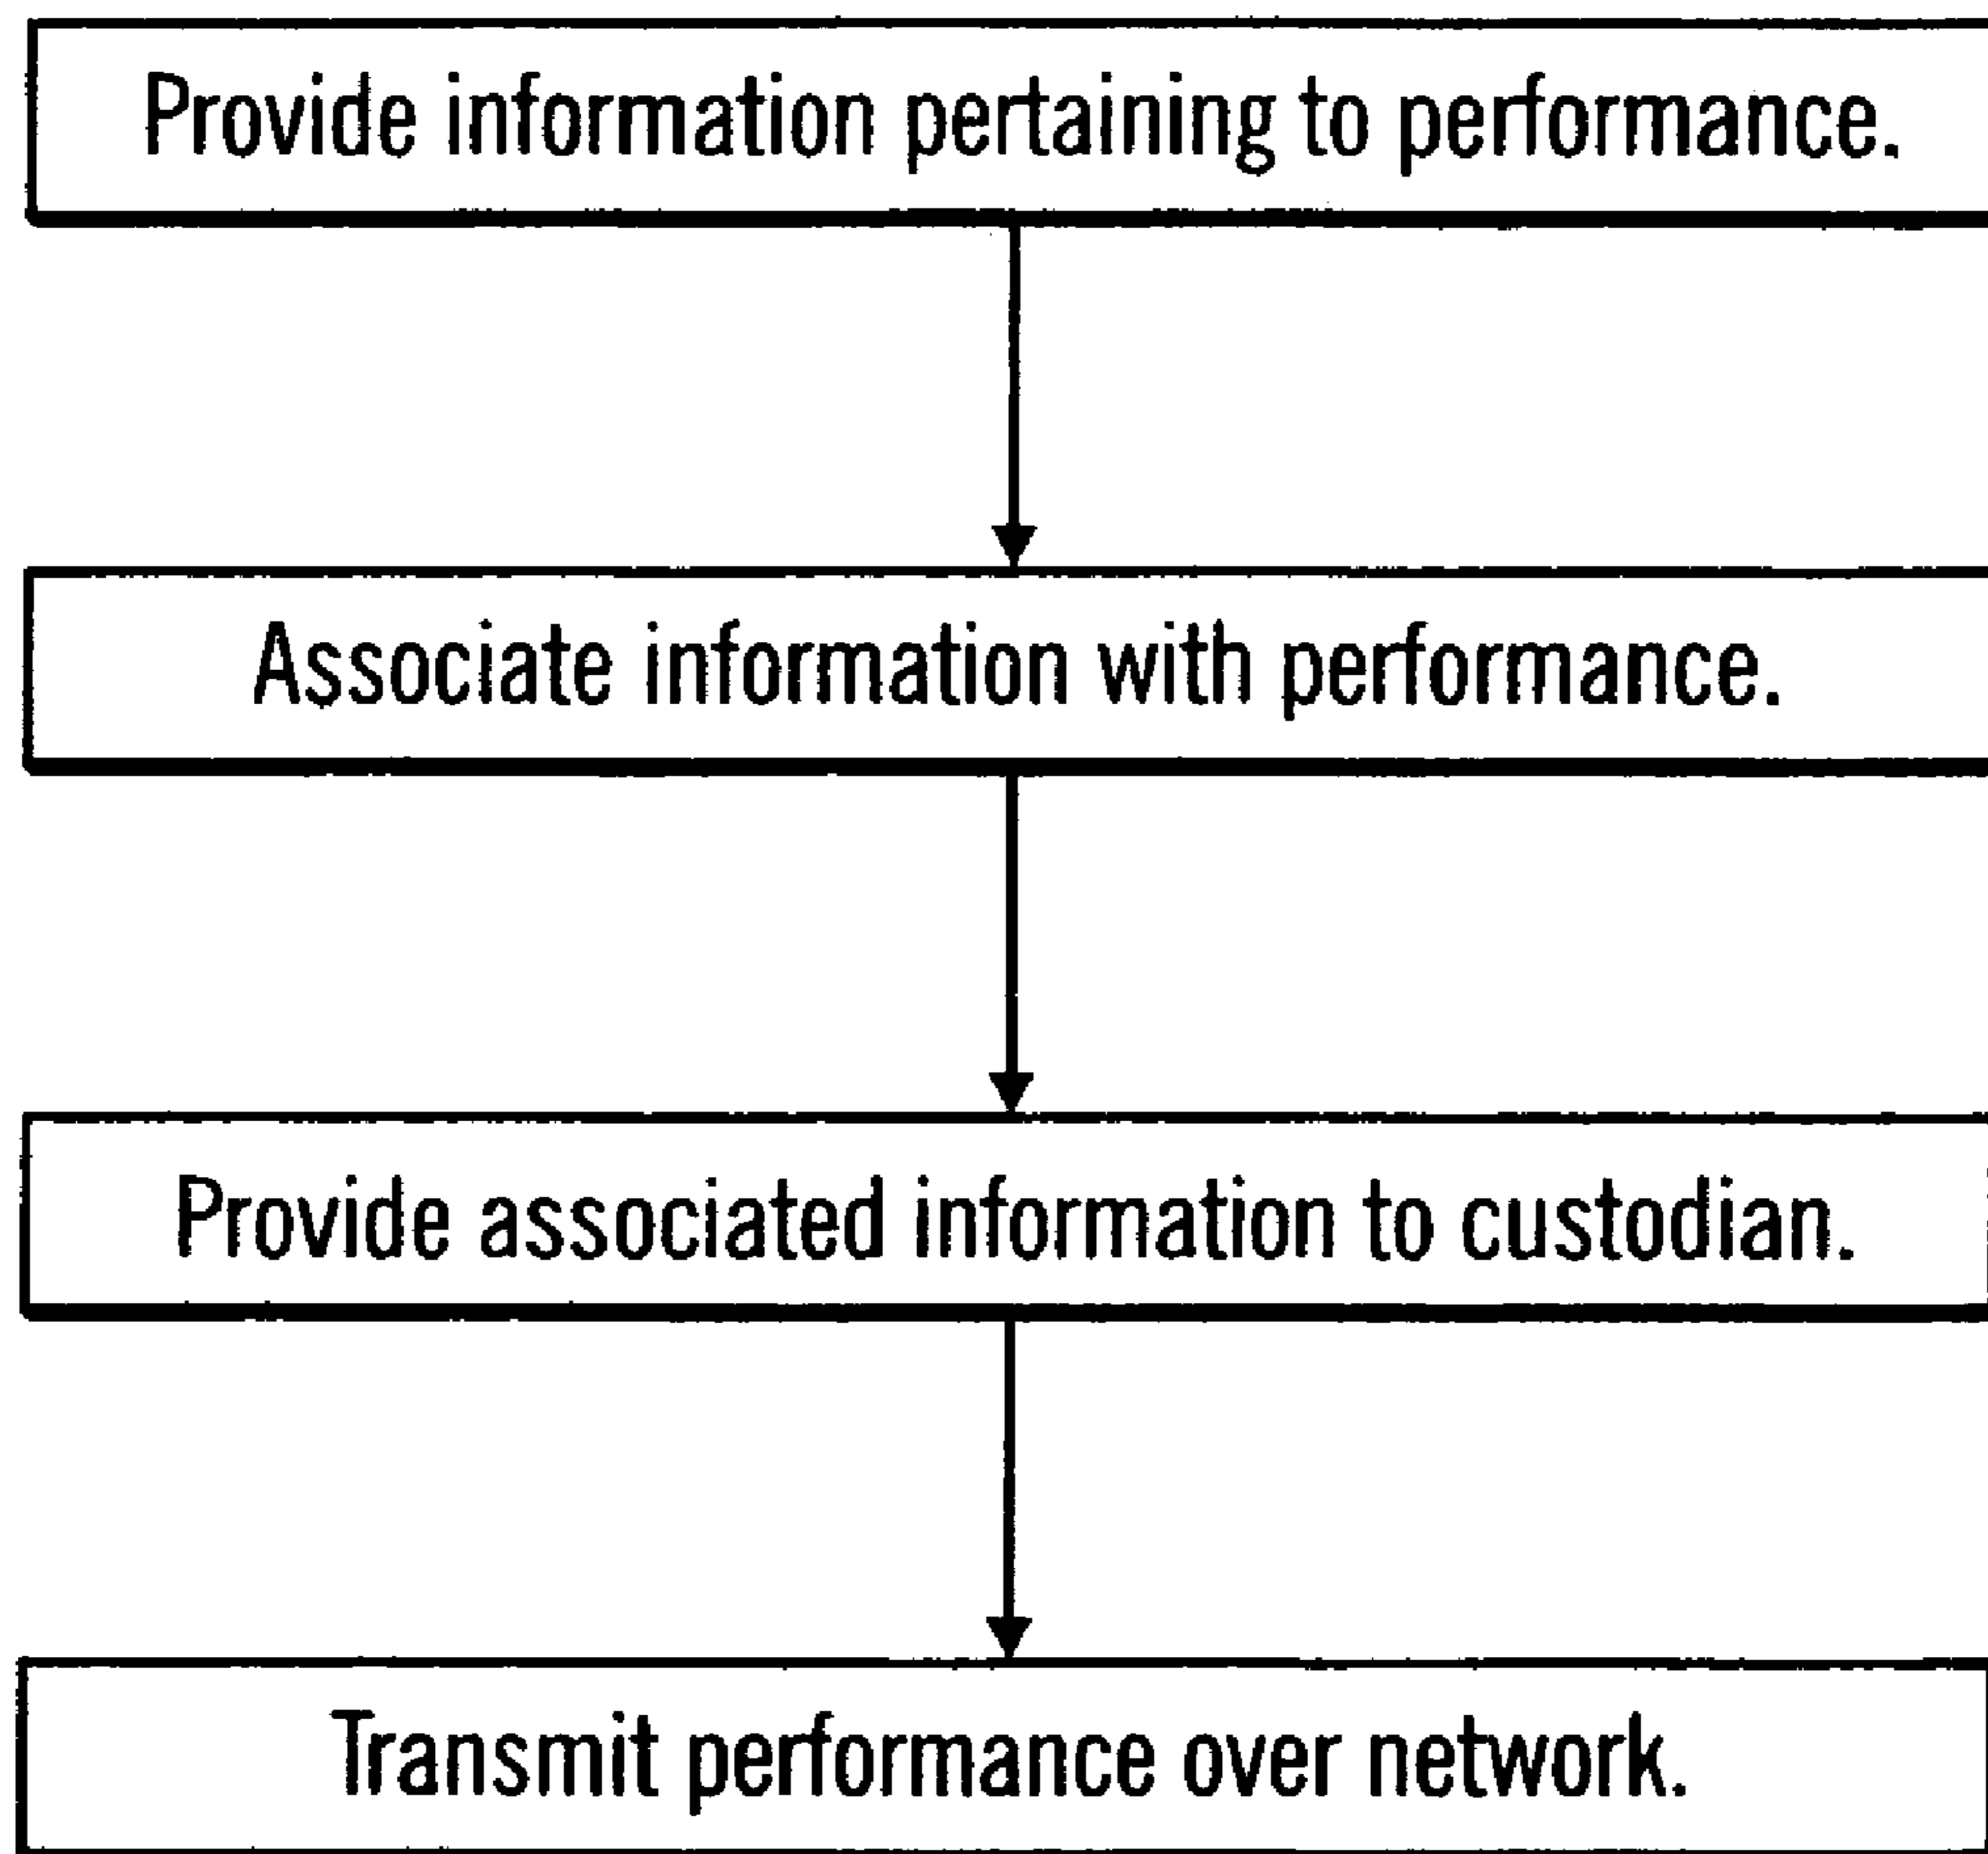 Provide information pertaining to performance.
Associate information with performance.
Provide associated information to custodian.
Transmit performance over network.